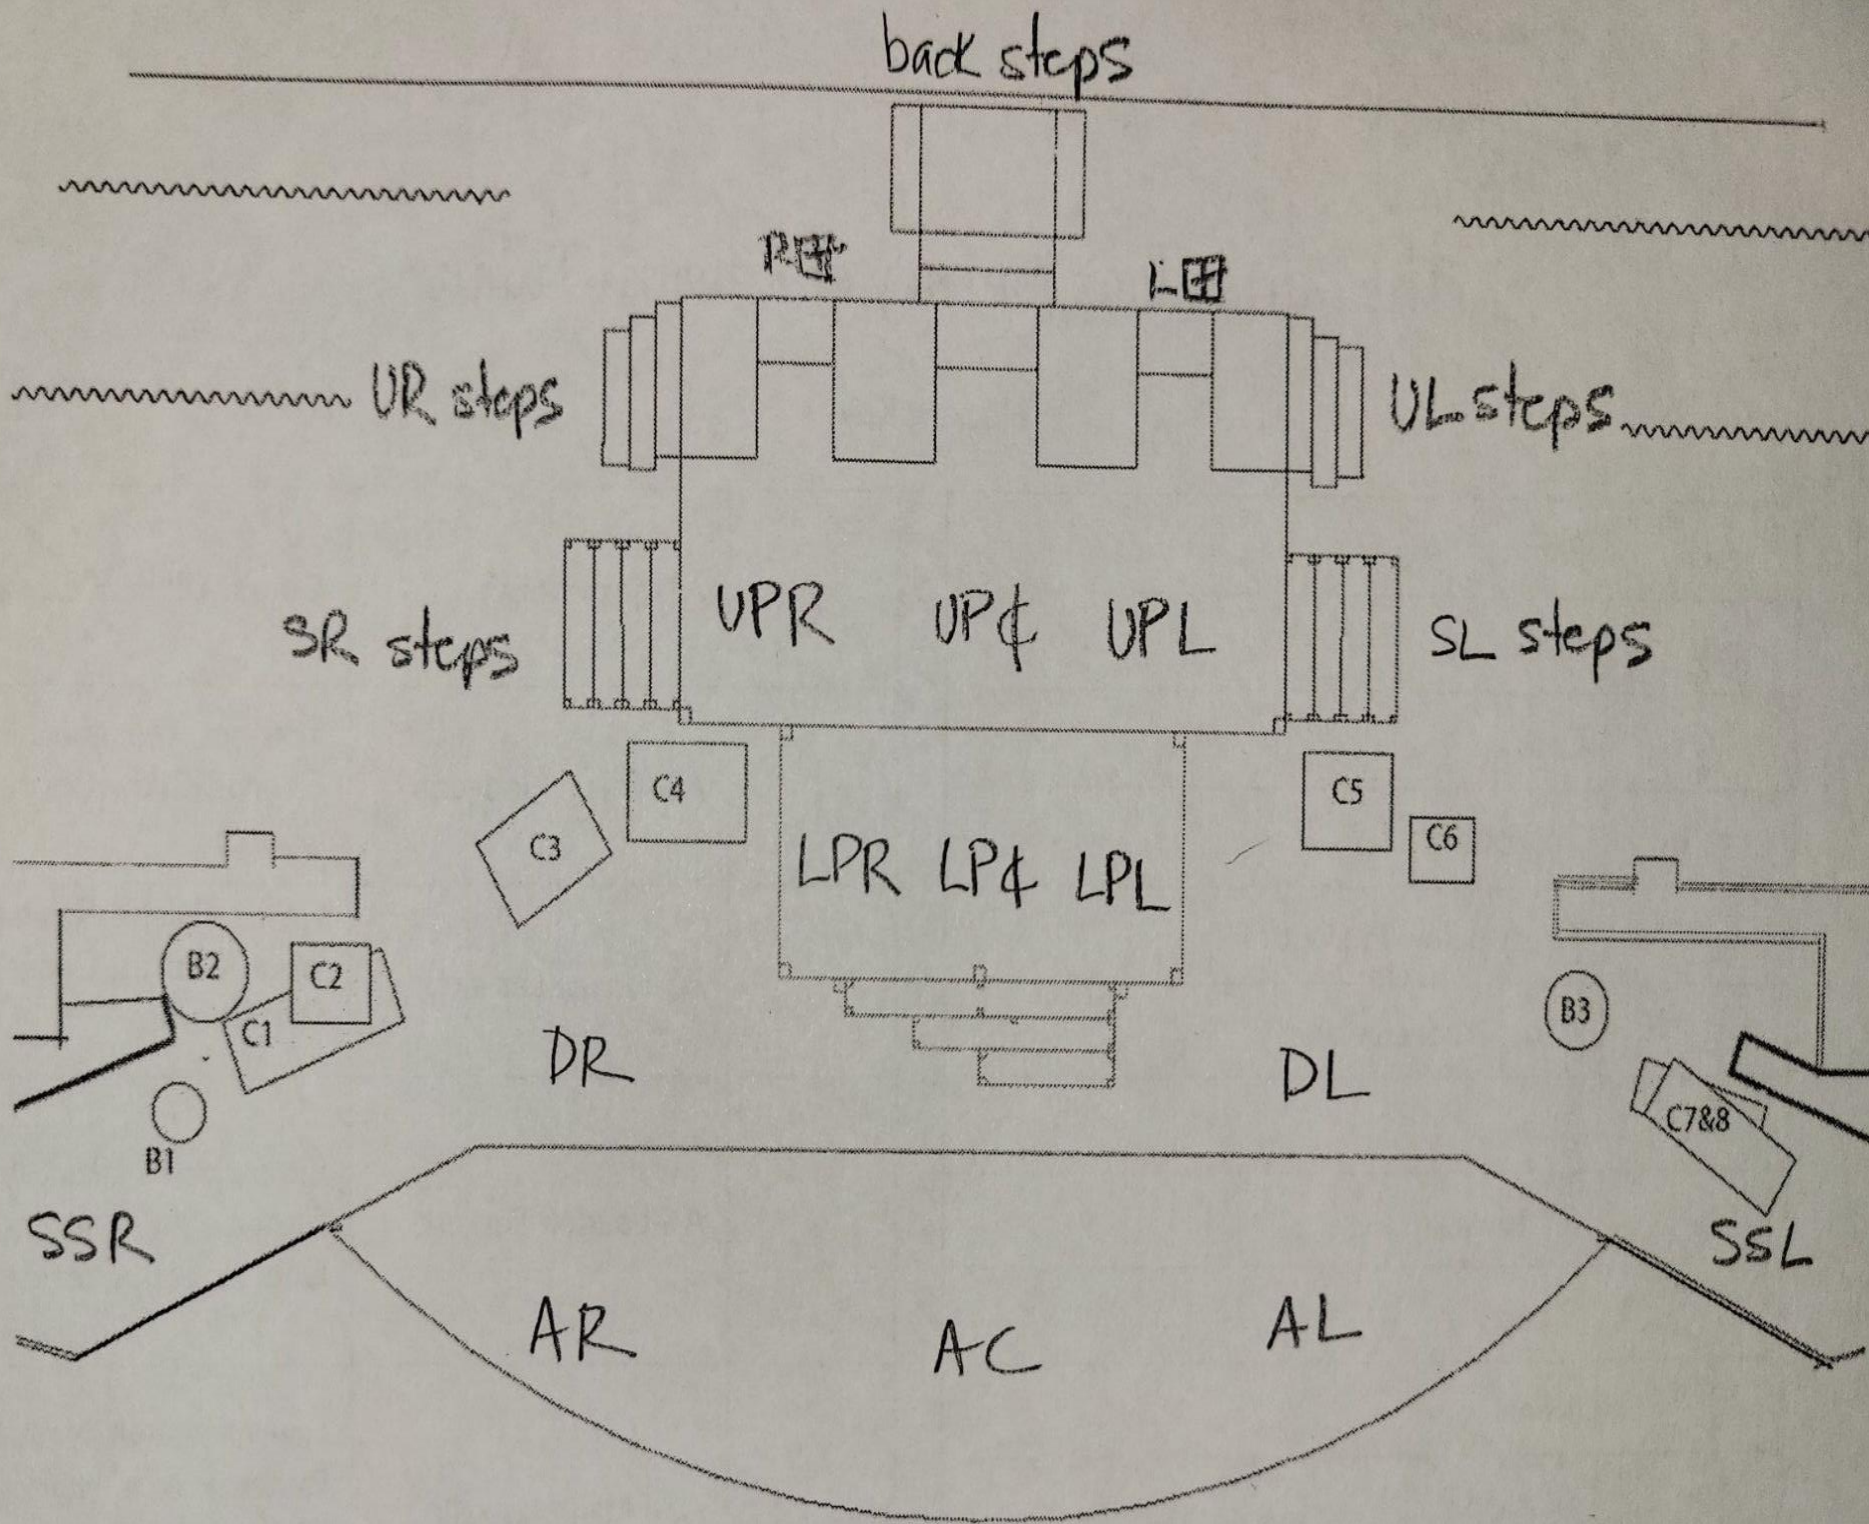 back steps
R
L
UR steps
UL steps
SR steps
UPR UP₵ UPL
SL steps
C4
C5
C3
C6
LPR LP₵ LPL
B2
C2
C1
B3
DR
DL
B1
C7&8
SSR
SSL
AR
AC
AL